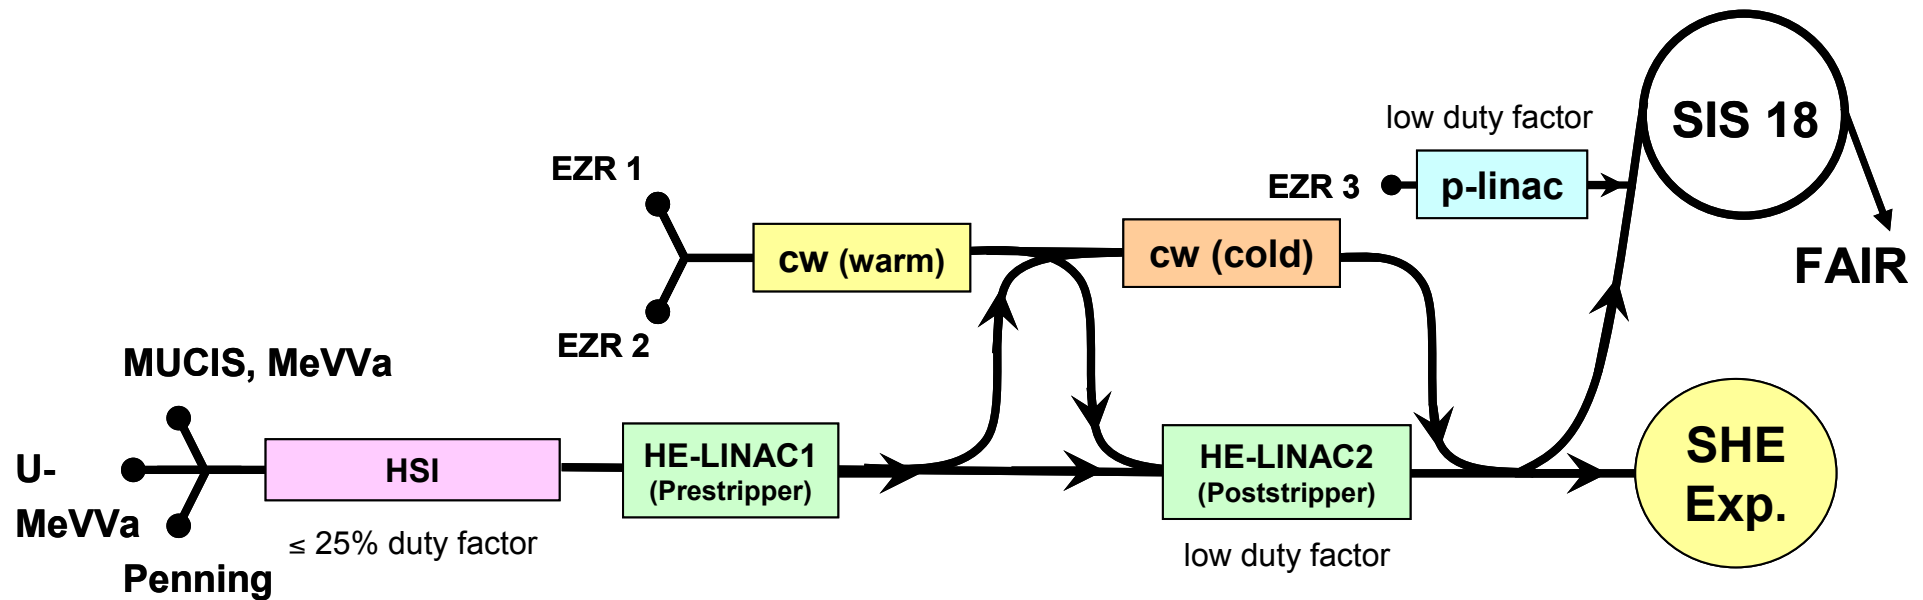 low duty factor
SIS 18
EZR 1
EZR 3
p-linac
cw (warm)
cw (cold)
FAIR
EZR 2
MUCIS, MeVVa
U-
MeVVa
HSI
HE-LINAC1
(Prestripper)
HE-LINAC2
(Poststripper)
SHE
Exp.
≤ 25% duty factor
low duty factor
Penning